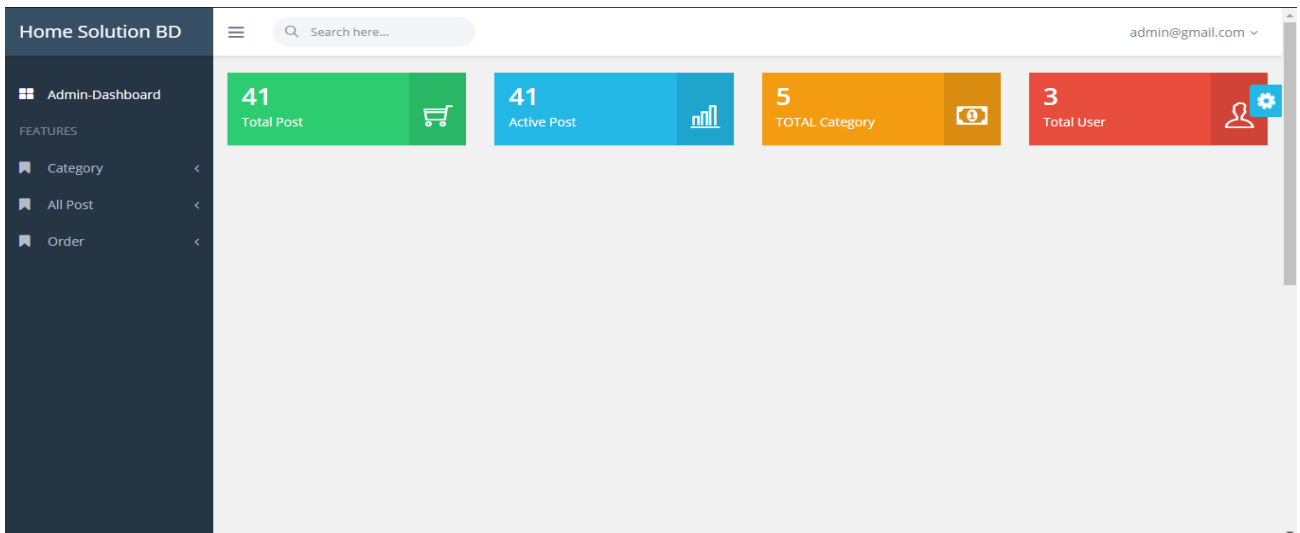 Home Solution BD
Search here...
admin@gmail.com
Admin-Dashboard
FEATURES
Category
All Post
Order
41
Total Post
41
Active Post
5
TOTAL Category
3
Total User